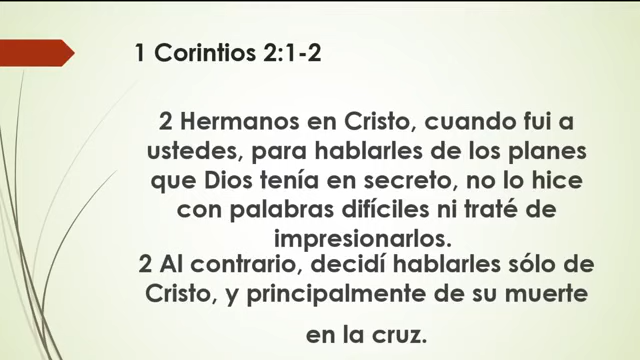 1 Corintios 2:1-2
2 Hermanos en Cristo, cuando fui a
ustedes, para hablarles de los planes
que Dios tenía en secreto, no lo hice
con palabras difíciles ni traté de
impresionarlos.
2 Al contrario, decidí hablarles sólo de
Cristo, y principalmente de su muerte
en la cruz.